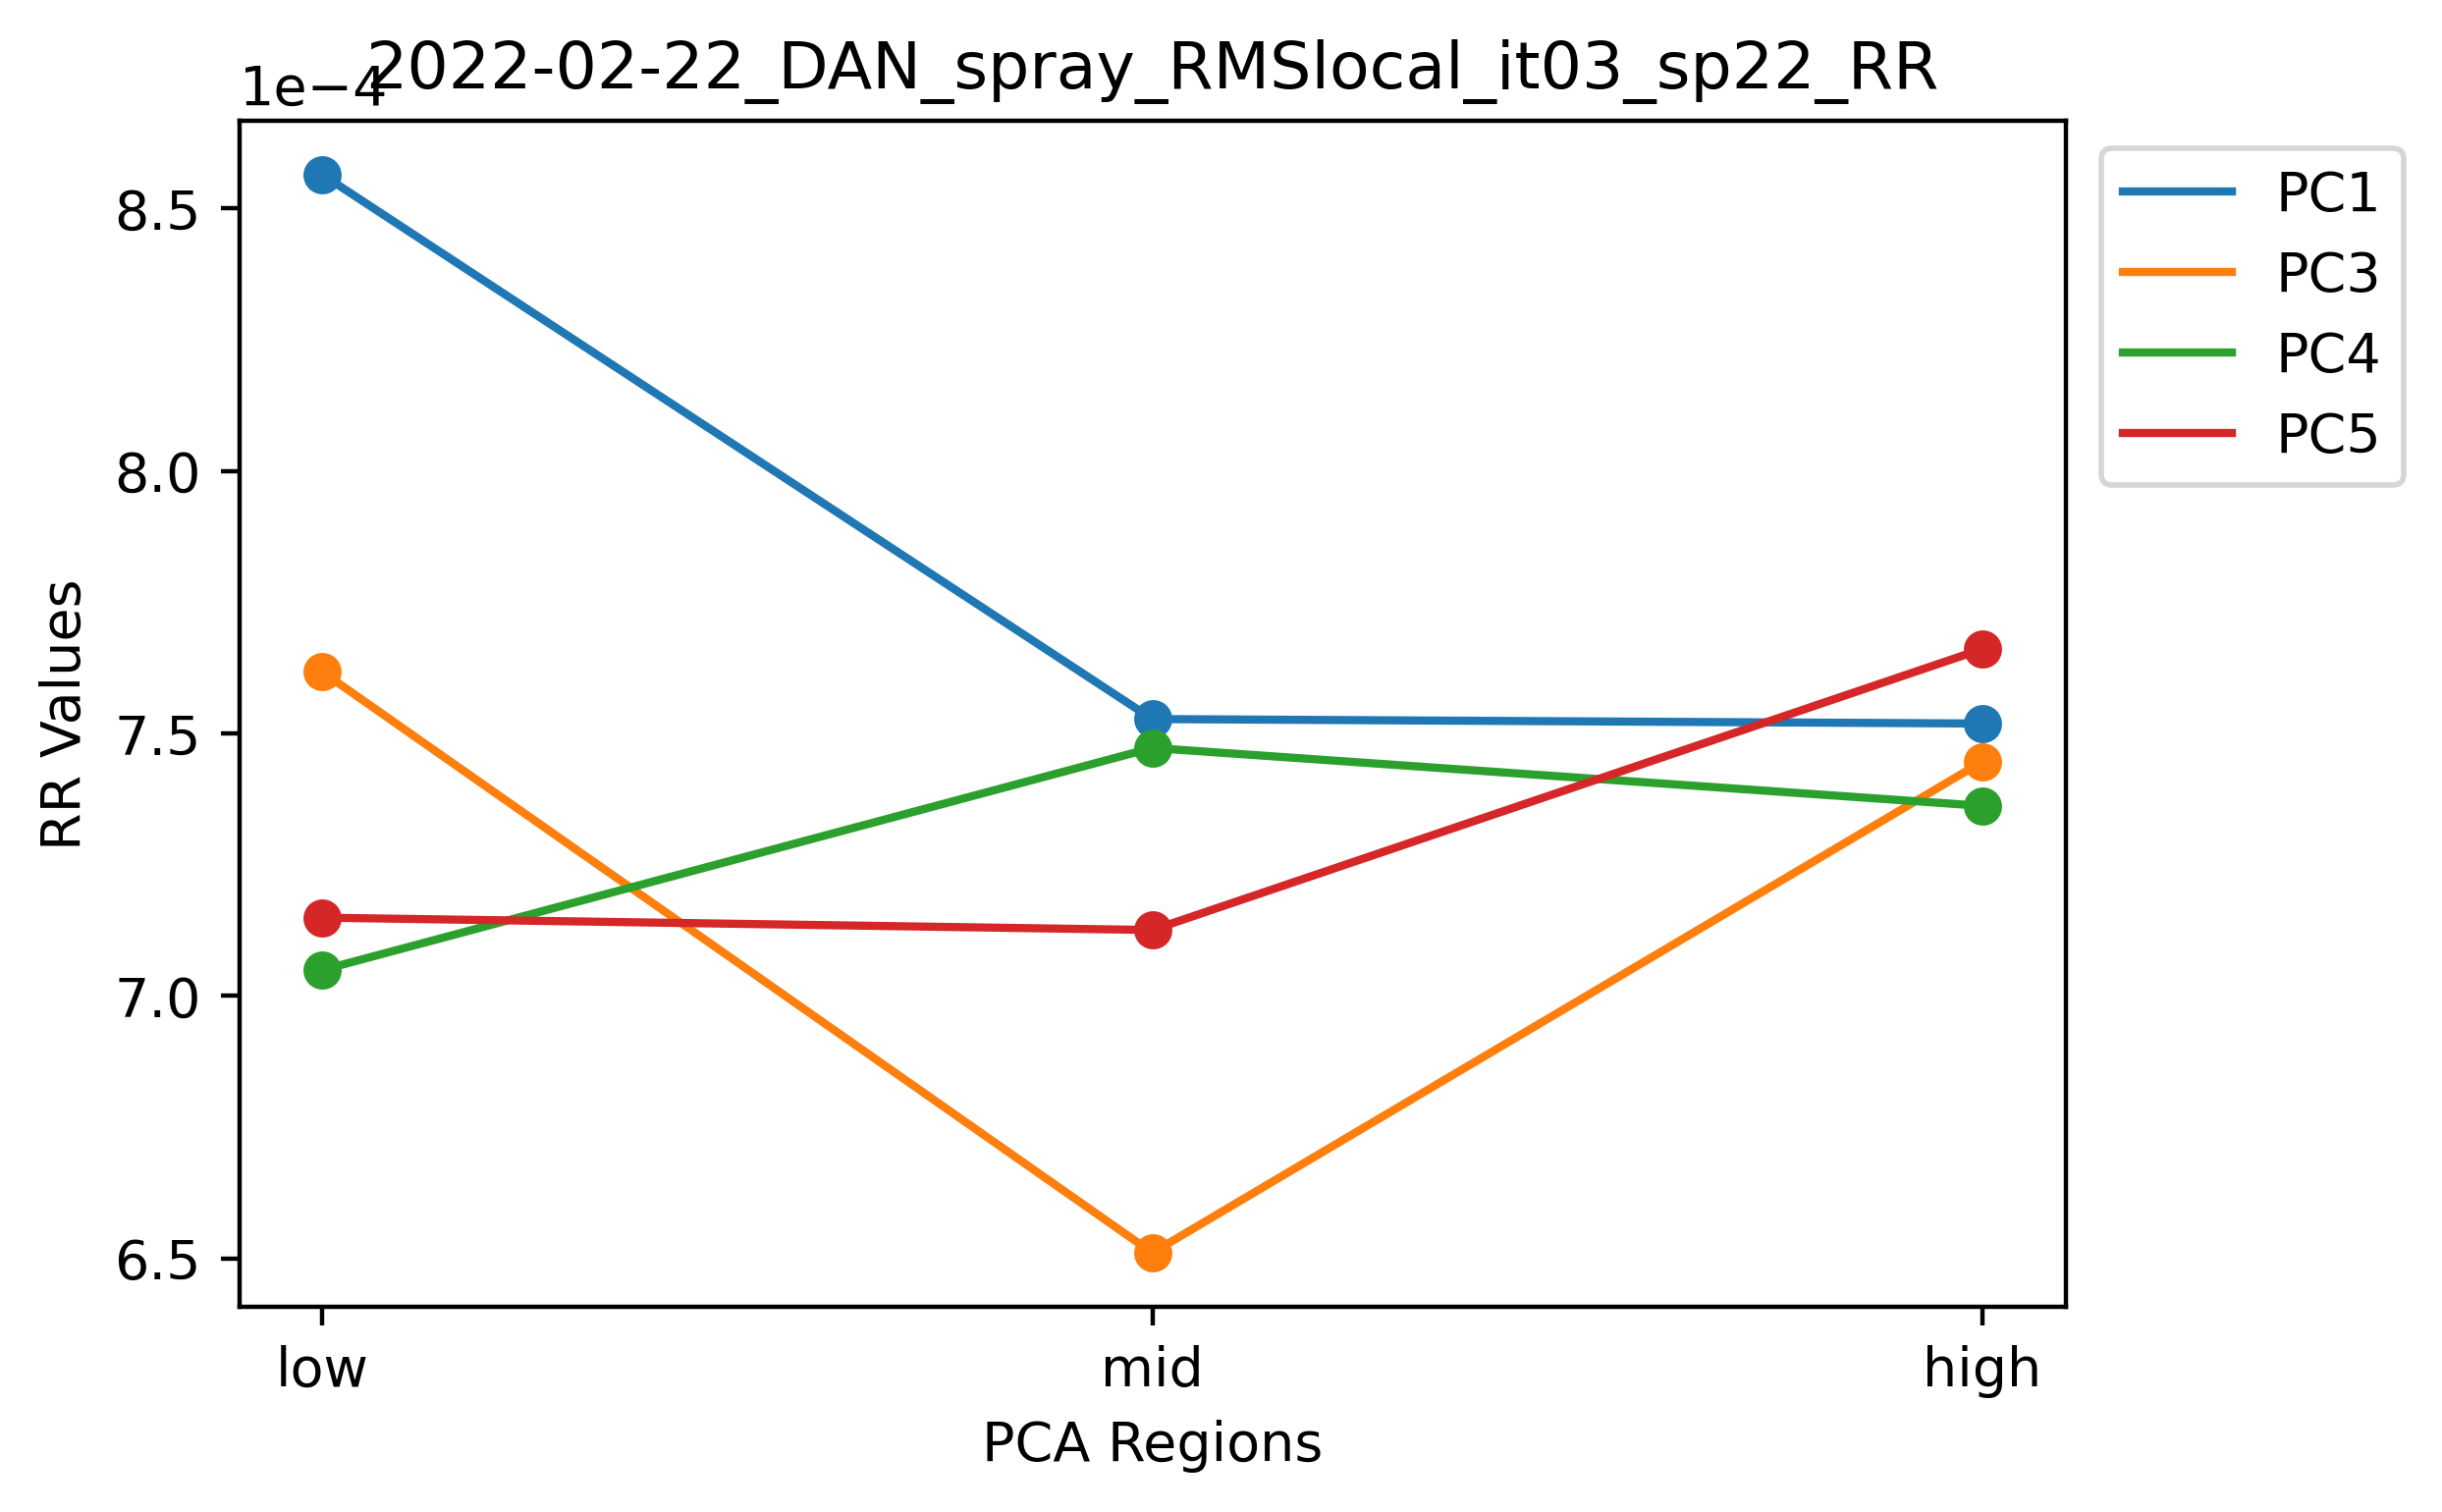 2022-02-22_DAN_spray_RMSlocal_it03_sp22_RR
1e−4
PC1
PC3
PC4
PC5
8.5
8.0
7.5
7.0
6.5
RR Values
low
mid
high
PCA Regions